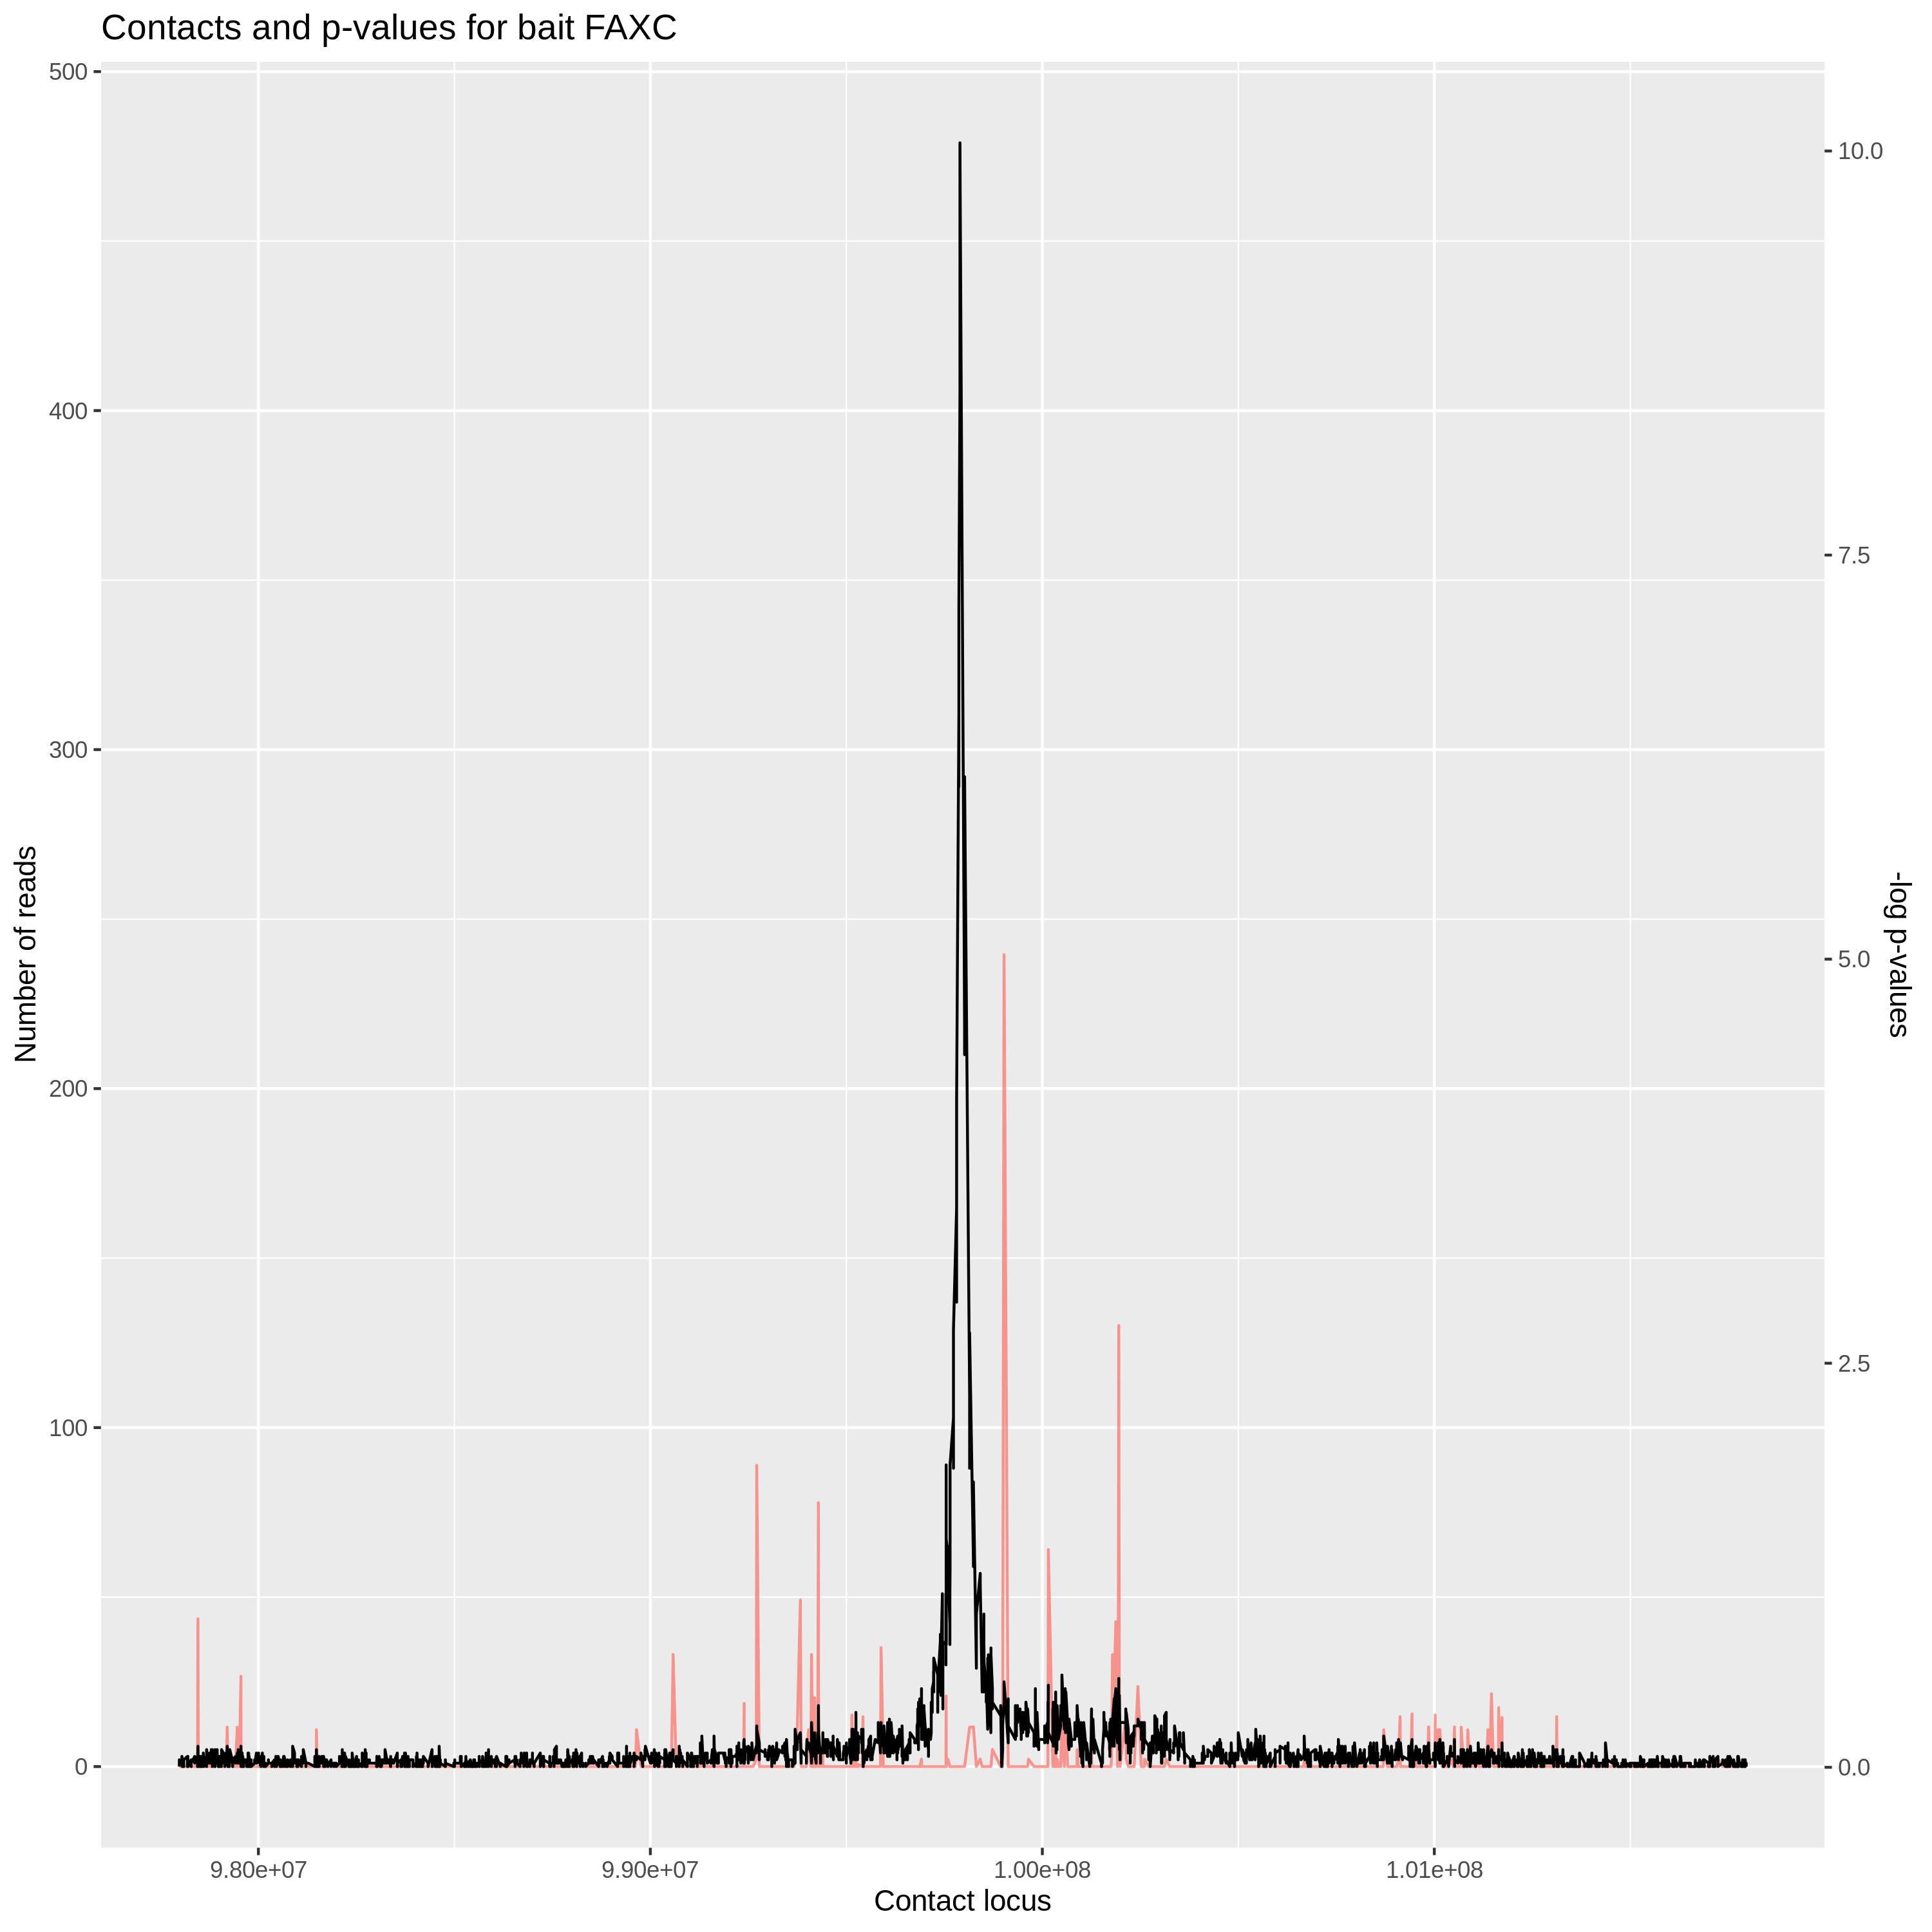 Contacts and p-values for bait FAXC
500
400
300
200
100
0
Number of reads
10.0
7.5
5.0
2.5
0.0
-log p-values
9.80e+07
9.90e+07
1.00e+08
1.01e+08
Contact locus